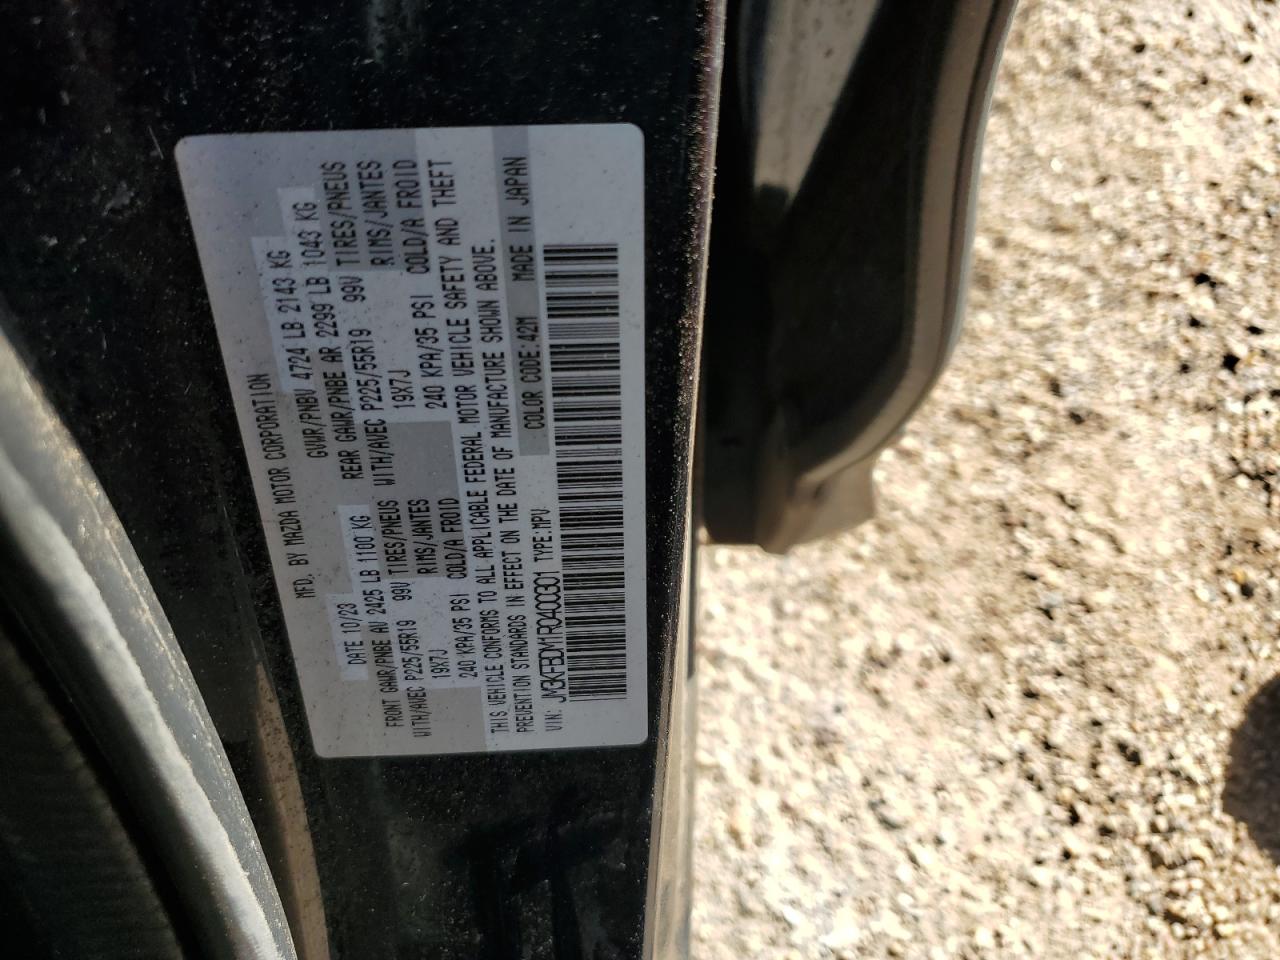 MFD. BY MAZDA MOTOR CORPORATION
DATE 10/23 GVWR/PNBV 4724 LB 2143 KG
FRONT GAWR/PNBE AV 2425 LB 1100 KG REAR GAWR/PNBE AR 2299 LB 1043 KG
WITH/AVEC P225/55R19 99V TIRES/PNEUS WITH/AVEC P225/55R19 99V TIRES/PNEUS
19X7J RIMS/JANTES 19X7J RIMS/JANTES
240 KPA/35 PSI COLD/A FROID 240 KPA/35 PSI COLD/A FROID
THIS VEHICLE CONFORMS TO ALL APPLICABLE FEDERAL MOTOR VEHICLE SAFETY AND THEFT
PREVENTION STANDARDS IN EFFECT ON THE DATE OF MANUFACTURE SHOWN ABOVE.
VIN: JM3KFBDM1R0400301 TYPE:MPV COLOR CODE:42M MADE IN JAPAN